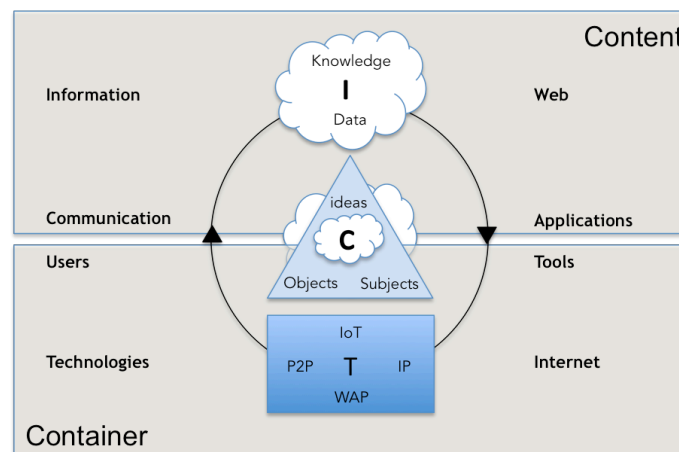 Content
Knowledge
Information
I
Web
Data
ideas
Communication
Applications
C
Users
Tools
Objects Subjects
IoT
Technologies
P2P T IP
Internet
WAP
Container